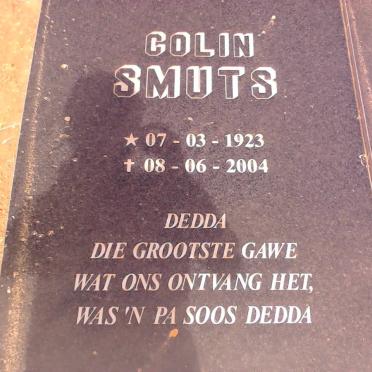 COLIN
SMUTS
★ 07 - 03 - 1923
✝ 08 - 06 - 2004
DEDDA
DIE GROOTSTE GAWE
WAT ONS ONTVANG HET,
WAS 'N PA SOOS DEDDA